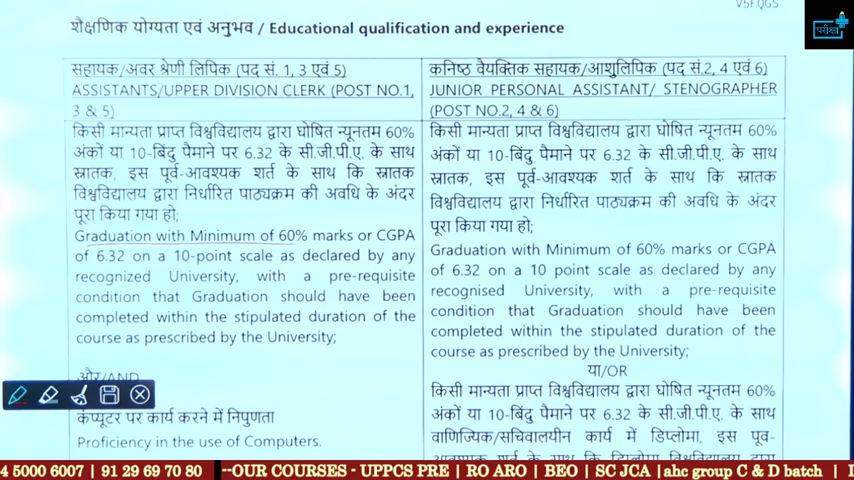 V5FQGS
परीक्षा
शैक्षणिक योग्यता एवं अनुभव / Educational qualification and experience
सहायक/अवर श्रेणी लिपिक (पद सं. 1, 3 एवं 5)
ASSISTANTS/UPPER DIVISION CLERK (POST NO.1,
3 & 5)
किसी मान्यता प्राप्त विश्वविद्यालय द्वारा घोषित न्यूनतम 60%
अंकों या 10-बिंदु पैमाने पर 6.32 के सी.जी.पी.ए. के साथ
स्नातक, इस पूर्व-आवश्यक शर्त के साथ कि स्नातक
विश्वविद्यालय द्वारा निर्धारित पाठ्यक्रम की अवधि के अंदर
पूरा किया गया हो;
Graduation with Minimum of 60% marks or CGPA
of 6.32 on a 10-point scale as declared by any
recognized University, with a pre-requisite
condition that Graduation should have been
completed within the stipulated duration of the
course as prescribed by the University;
और/AND
कंप्यूटर पर कार्य करने में निपुणता
Proficiency in the use of Computers.
कनिष्ठ वैयक्तिक सहायक/आशुलिपिक (पद सं.2, 4 एवं 6)
JUNIOR PERSONAL ASSISTANT/ STENOGRAPHER
(POST NO.2, 4 & 6)
किसी मान्यता प्राप्त विश्वविद्यालय द्वारा घोषित न्यूनतम 60%
अंकों या 10-बिंदु पैमाने पर 6.32 के सी.जी.पी.ए. के साथ
स्नातक, इस पूर्व-आवश्यक शर्त के साथ कि स्नातक
विश्वविद्यालय द्वारा निर्धारित पाठ्यक्रम की अवधि के अंदर
पूरा किया गया हो;
Graduation with Minimum of 60% marks or CGPA
of 6.32 on a 10 point scale as declared by any
recognised University, with a pre-requisite
condition that Graduation should have been
completed within the stipulated duration of the
course as prescribed by the University;
या/OR
किसी मान्यता प्राप्त विश्वविद्यालय द्वारा घोषित न्यूनतम 60%
अंकों या 10-बिंदु पैमाने पर 6.32 के सी.जी.पी.ए. के साथ
वाणिज्यिक/सचिवालयीन कार्य में डिप्लोमा, इस पूर्व-
आवश्यक शर्त के साथ कि डिप्लोमा विश्वविद्यालय द्वारा
4 5000 6007 | 91 29 69 70 80 --OUR COURSES - UPPCS PRE | RO ARO | BEO | SC JCA |ahc group C & D batch |